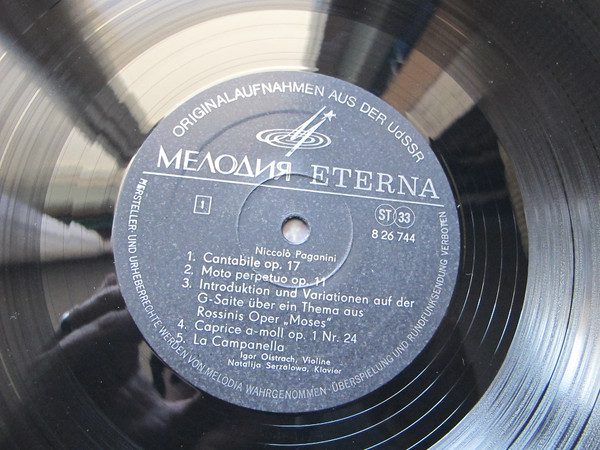 ORIGINALAUFNAHMEN AUS DER UdSSR
МЕЛОДИЯ ETERNA
1
ST 33
8 26 744
Niccolò Paganini
1. Cantabile op. 17
2. Moto perpetuo op. 11
3. Introduktion und Variationen auf der
G-Saite über ein Thema aus
Rossinis Oper „Moses"
4. Caprice a-moll op. 1 Nr. 24
5. La Campanella
Igor Oistrach, Violine
Natalija Serzalowa, Klavier
HERSTELLER UND URHEBERRECHTE WERDEN VON MELODIA WAHRGENOMMEN · ÜBERSPIELUNG UND RUNDFUNKSENDUNG VERBOTEN